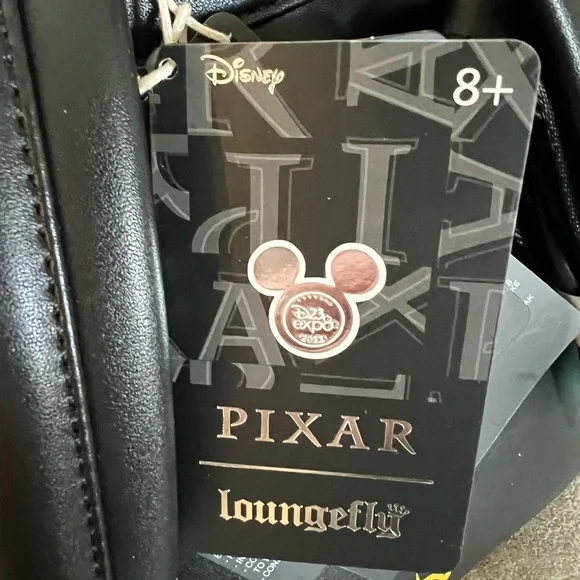 Disney
8+
D23
expo
2022
PIXAR
loungefly